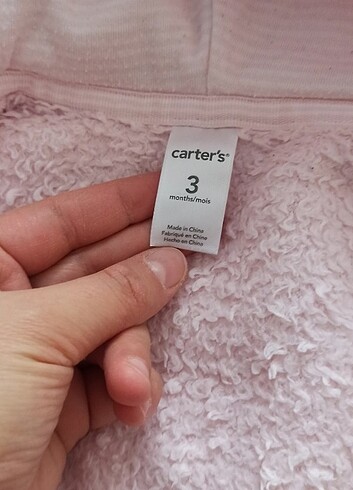 carter's®
3
months/mois
Made in China
Fabriqué en Chine
Hecho en China